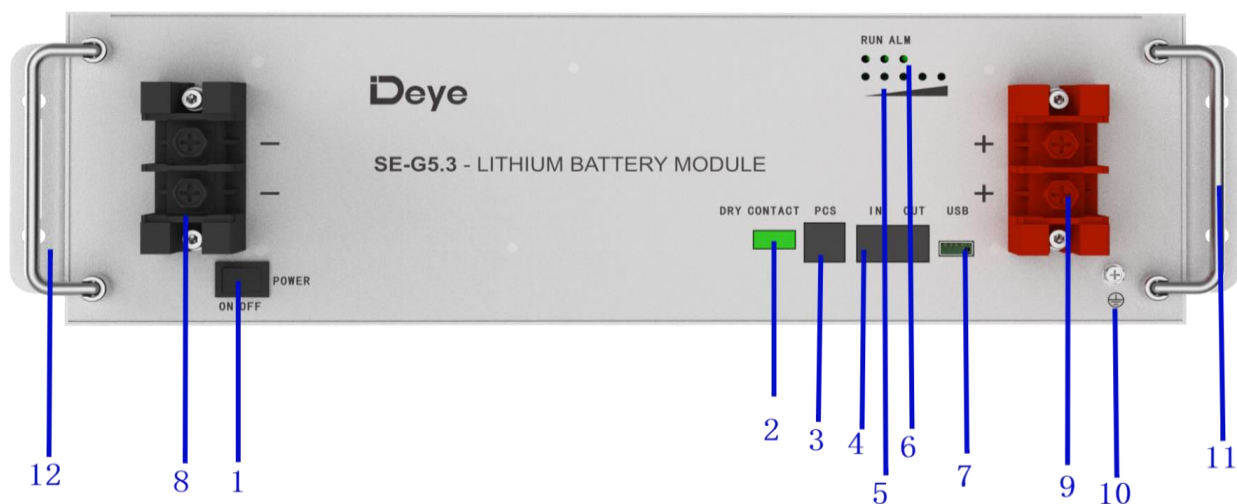 RUN ALM
Deye
SE-G5.3 - LITHIUM BATTERY MODULE
DRY CONTACT PCS IN OUT USB
POWER
ON OFF
- + 
- +
12 8 1 2 3 4 5 6 7 9 10 11